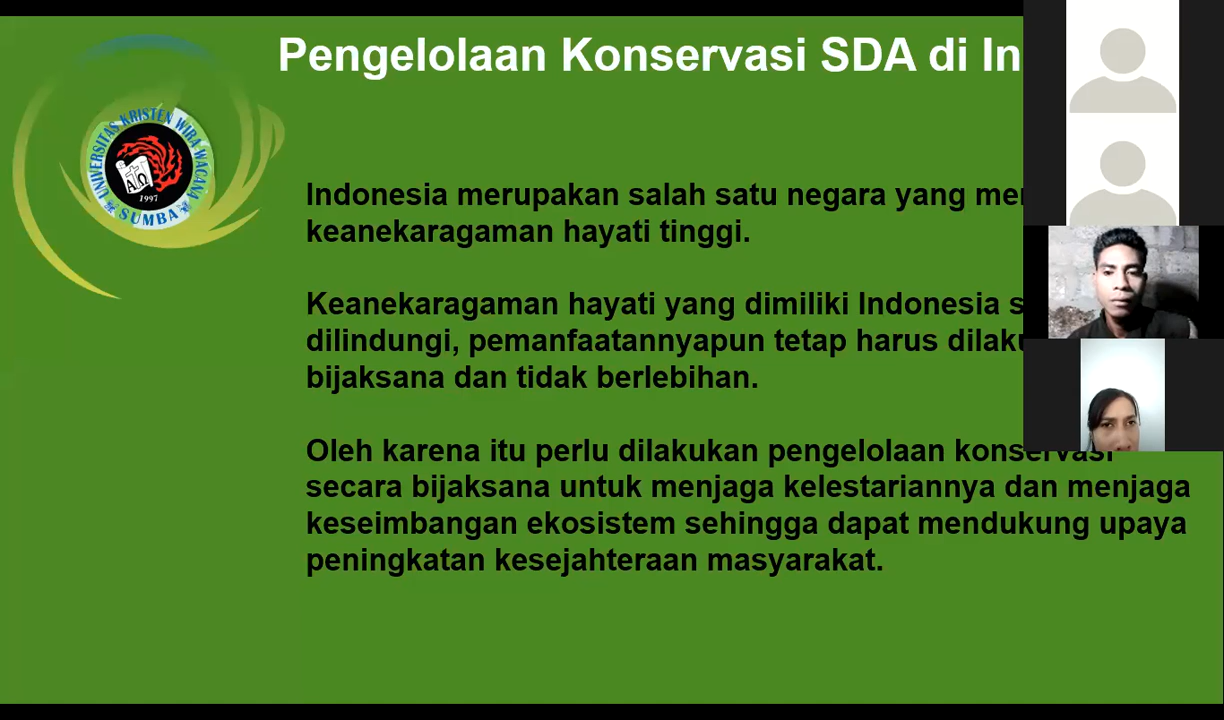 Pengelolaan Konservasi SDA di In
UNIVERSITAS KRISTEN WIRA WACANA
SUMBA
1997
Indonesia merupakan salah satu negara yang mem
keanekaragaman hayati tinggi.
Keanekaragaman hayati yang dimiliki Indonesia s
dilindungi, pemanfaatannyapun tetap harus dilaku
bijaksana dan tidak berlebihan.
Oleh karena itu perlu dilakukan pengelolaan konservasi
secara bijaksana untuk menjaga kelestariannya dan menjaga
keseimbangan ekosistem sehingga dapat mendukung upaya
peningkatan kesejahteraan masyarakat.